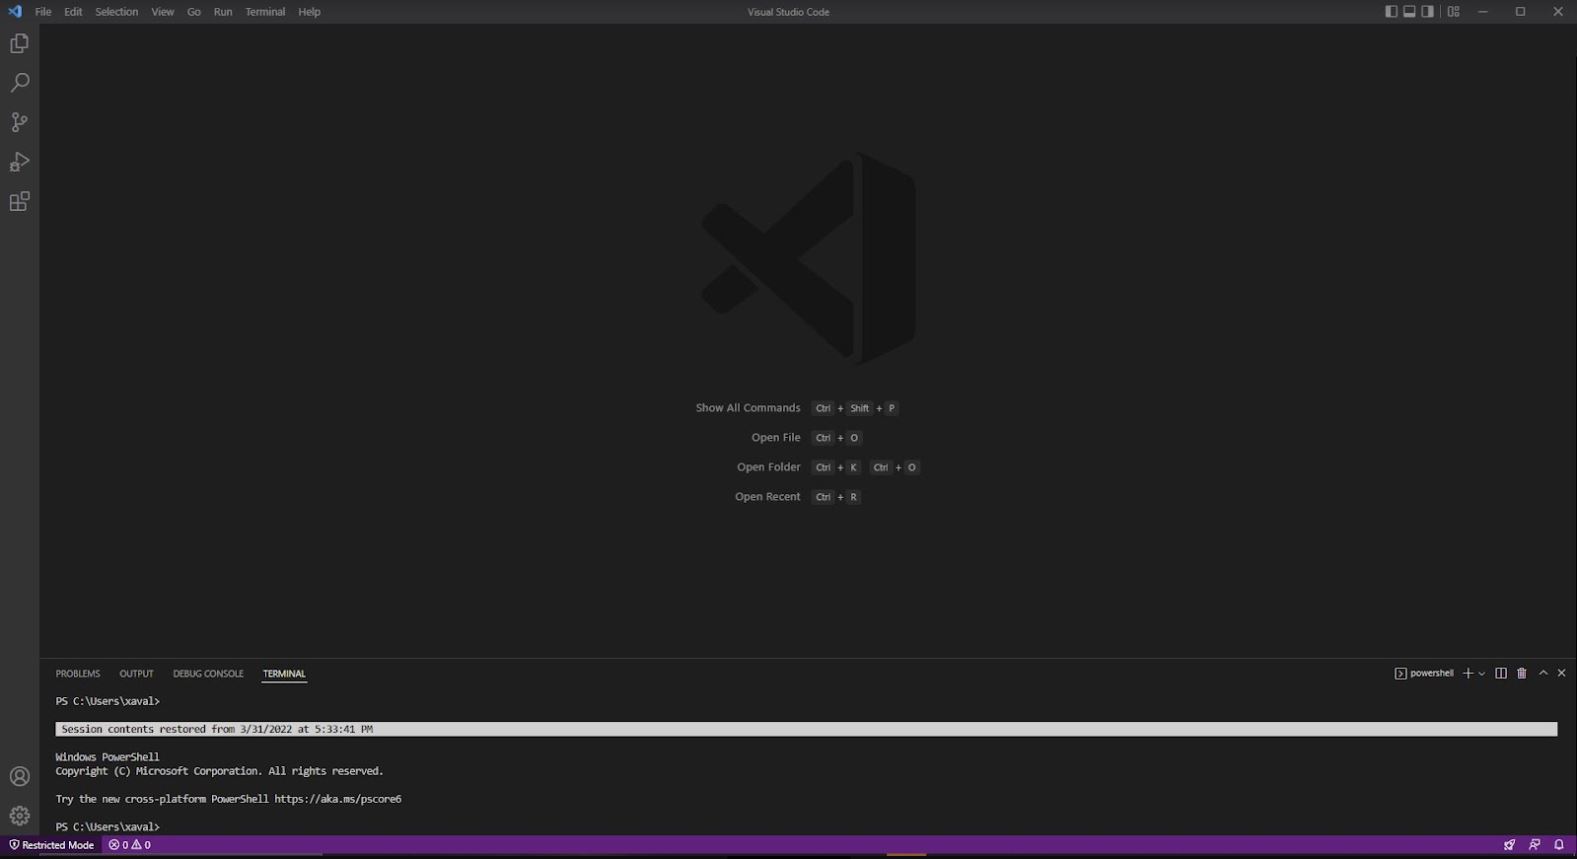 File Edit Selection View Go Run Terminal Help Visual Studio Code
Show All Commands Ctrl + Shift + P
Open File Ctrl + O
Open Folder Ctrl + K Ctrl + O
Open Recent Ctrl + R
PROBLEMS OUTPUT DEBUG CONSOLE TERMINAL powershell
PS C:\Users\xaval>
Session contents restored from 3/31/2022 at 5:33:41 PM
Windows PowerShell
Copyright (C) Microsoft Corporation. All rights reserved.
Try the new cross-platform PowerShell https://aka.ms/pscore6
PS C:\Users\xaval>
Restricted Mode 0 0